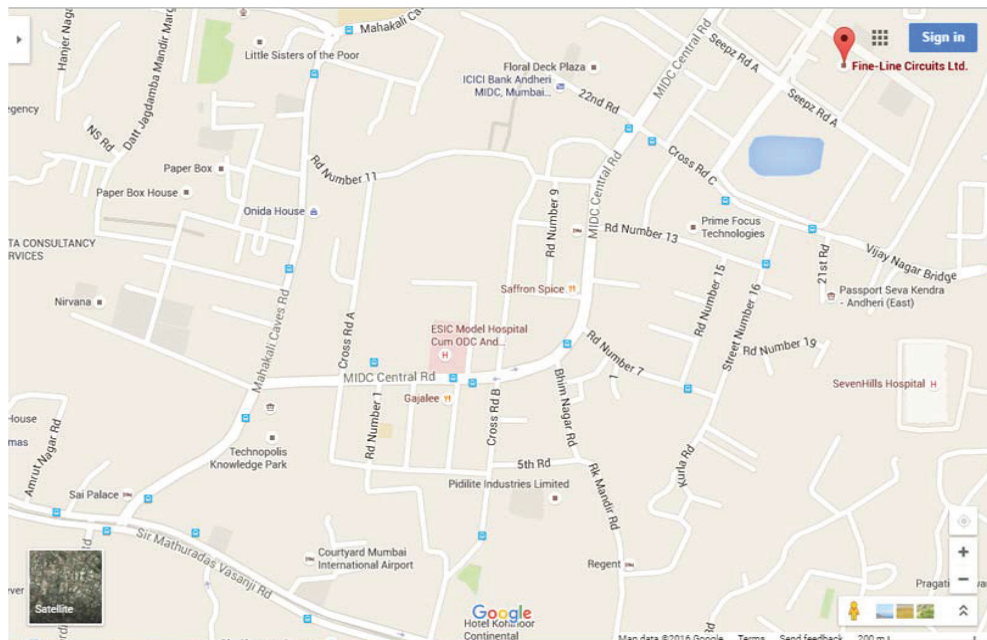 Mahakali Ca
Little Sisters of the Poor
Hanjer Naga
Datt Jagdamba Mandir Marg
MIDC Central Rd
Seepz Rd A
Sign in
Fine-Line Circuits Ltd.
Floral Deck Plaza
ICICI Bank Andheri
MIDC, Mumbai...
22nd Rd
Seepz Rd A
egency
NS Rd
Paper Box
Paper Box House
Rd Number 11
Cross Rd C
Onida House
Rd Number 9
MIDC Central Rd
Rd Number 13
Prime Focus
Technologies
TA CONSULTANCY
RVICES
Vijay Nagar Bridge
21st Rd
Nirvana
Saffron Spice
Rd Number 15
Street Number 16
Passport Seva Kendra
- Andheri (East)
Mahakali Caves Rd
Cross Rd A
ESIC Model Hospital
Cum ODC And...
H
Rd Number 7
Rd Number 19
MIDC Central Rd
Gajalee
Cross Rd B
Bhim Nagar Rd
1
SevenHills Hospital H
Rd Number 1
House
mas
Amrut Nagar Rd
Technopolis
Knowledge Park
5th Rd
Kurla Rd
Pidilite Industries Limited
Rk Mandir Rd
Sai Palace
Sir Mathuradas Vasanji Rd
Courtyard Mumbai
International Airport
Regent
Satellite
ever
Pragati
Google
Hotel Kohinoor
Continental
Map data ©2016 Google Terms Send feedback 200 m